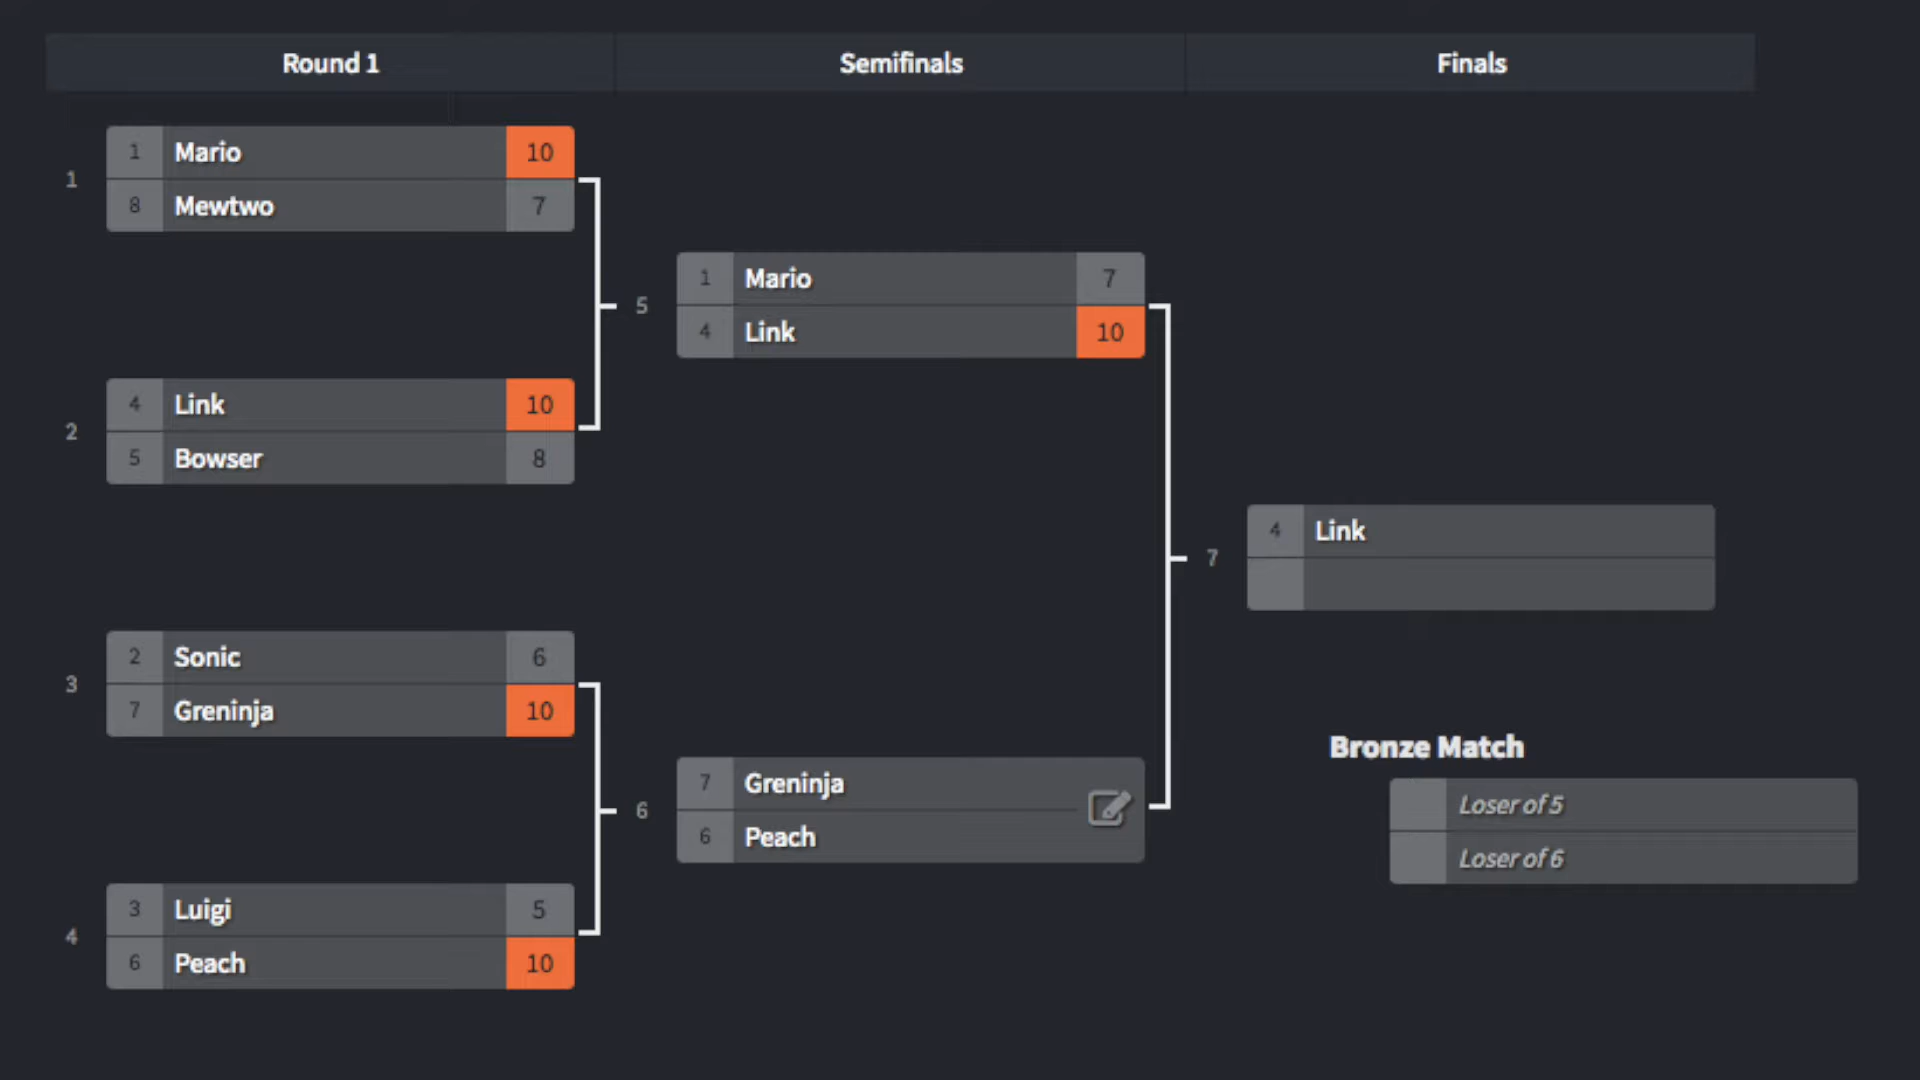 Round 1
Semifinals
Finals
1
1 Mario 10
8 Mewtwo 7
2
4 Link 10
5 Bowser 8
3
2 Sonic 6
7 Greninja 10
4
3 Luigi 5
6 Peach 10
5
1 Mario 7
4 Link 10
6
7 Greninja
6 Peach
7
4 Link
Bronze Match
Loser of 5
Loser of 6